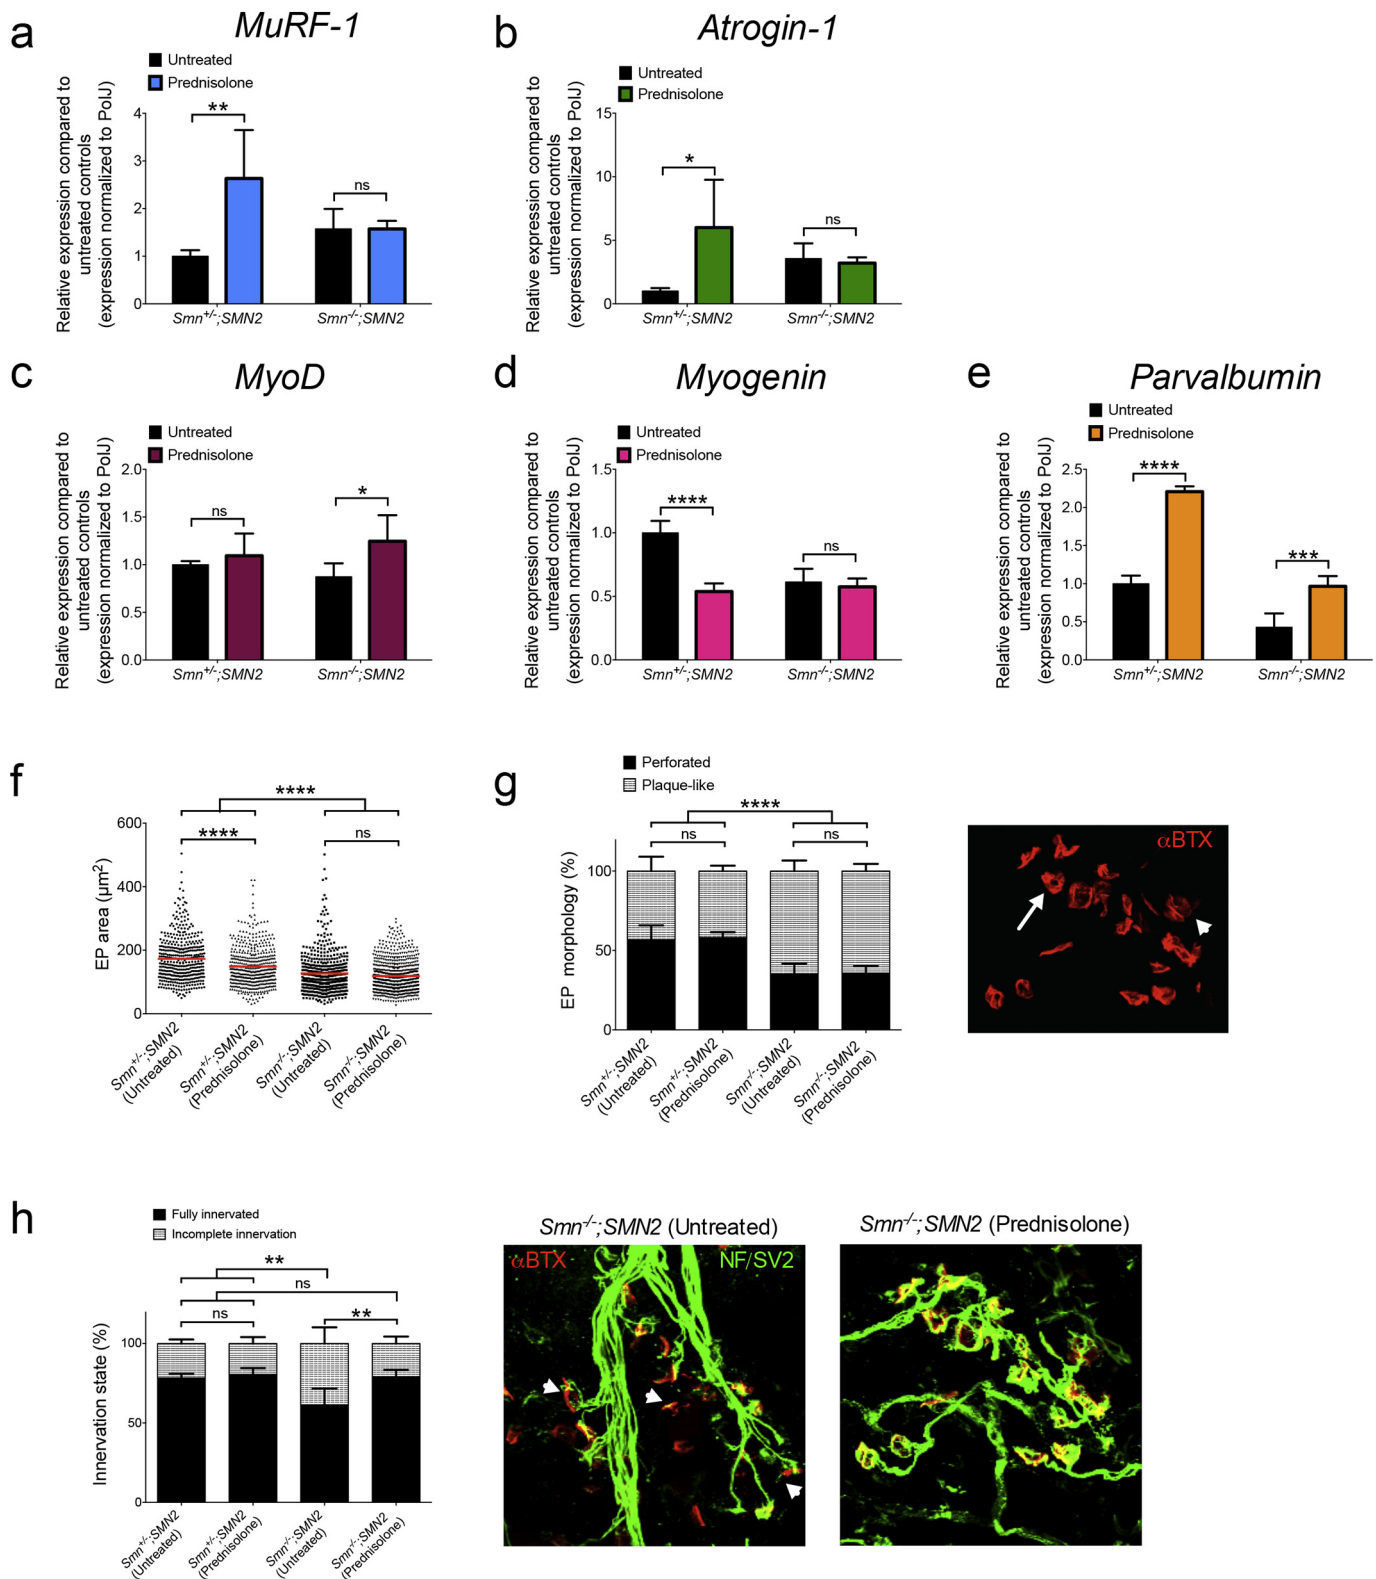 a
MuRF-1
Untreated
Prednisolone
Relative expression compared to
untreated controls
(expression normalized to PolJ)
4
3
2
1
0
**
ns
Smn+/-;SMN2
Smn-/-;SMN2
b
Atrogin-1
Untreated
Prednisolone
Relative expression compared to
untreated controls
(expression normalized to PolJ)
15
10
5
0
*
ns
Smn+/-;SMN2
Smn-/-;SMN2
c
MyoD
Untreated
Prednisolone
Relative expression compared to
untreated controls
(expression normalized to PolJ)
2.0
1.5
1.0
0.5
0.0
ns
*
Smn+/-;SMN2
Smn-/-;SMN2
d
Myogenin
Untreated
Prednisolone
Relative expression compared to
untreated controls
(expression normalized to PolJ)
1.5
1.0
0.5
0.0
****
ns
Smn+/-;SMN2
Smn-/-;SMN2
e
Parvalbumin
Untreated
Prednisolone
Relative expression compared to
untreated controls
(expression normalized to PolJ)
2.5
2.0
1.5
1.0
0.5
0.0
****
***
Smn+/-;SMN2
Smn-/-;SMN2
f
EP area (µm2)
600
400
200
0
****
****
ns
Smn+/-;SMN2
(Untreated)
Smn+/-;SMN2
(Prednisolone)
Smn-/-;SMN2
(Untreated)
Smn-/-;SMN2
(Prednisolone)
g
Perforated
Plaque-like
EP morphology (%)
100
50
0
****
ns
ns
Smn+/-;SMN2
(Untreated)
Smn+/-;SMN2
(Prednisolone)
Smn-/-;SMN2
(Untreated)
Smn-/-;SMN2
(Prednisolone)
αBTX
h
Fully innervated
Incomplete innervation
Innervation state (%)
100
50
0
**
ns
ns
**
Smn+/-;SMN2
(Untreated)
Smn+/-;SMN2
(Prednisolone)
Smn-/-;SMN2
(Untreated)
Smn-/-;SMN2
(Prednisolone)
Smn-/-;SMN2 (Untreated)
αBTX
NF/SV2
Smn-/-;SMN2 (Prednisolone)